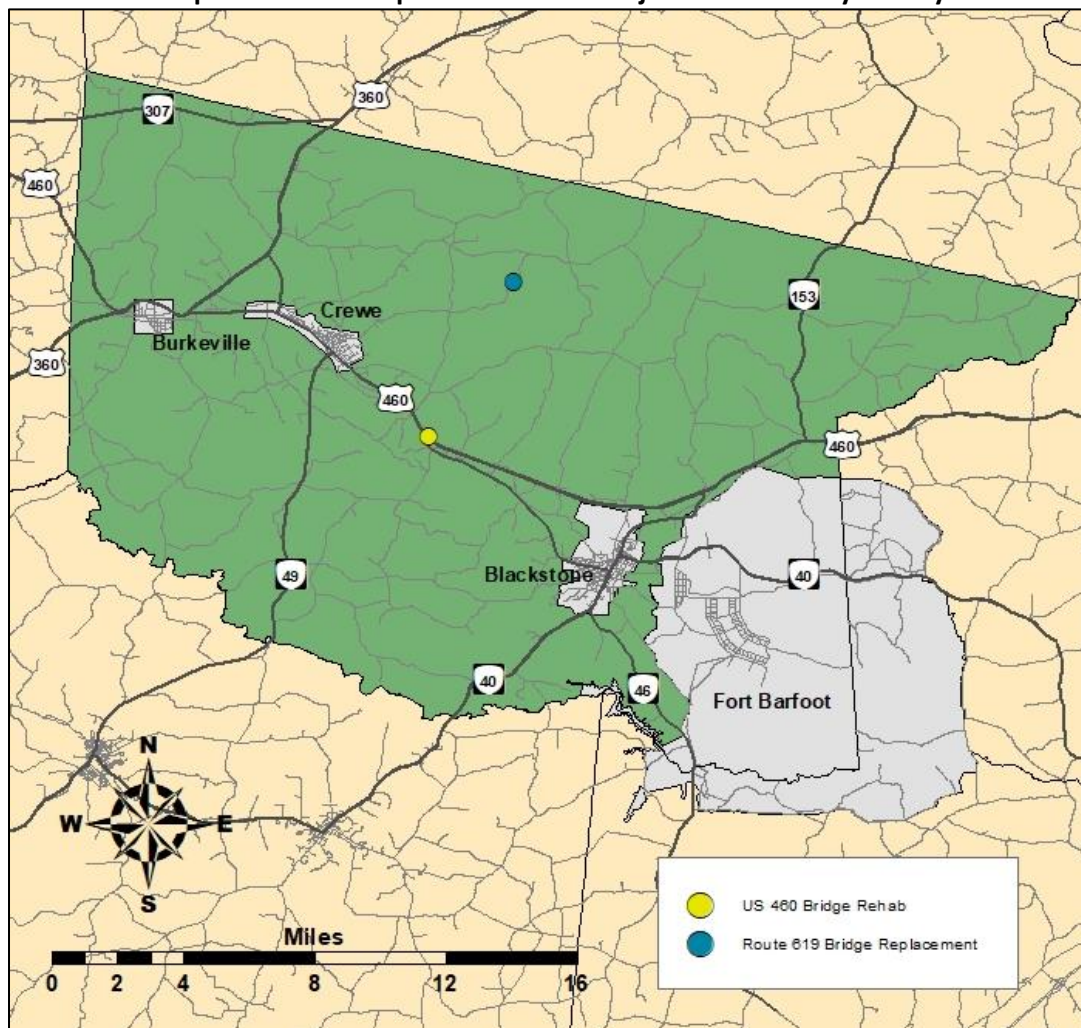 360
307
460
153
Crewe
Burkeville
360
460
460
49
Blackstone
40
40
46
Fort Barfoot
N
W E
S
Miles
0 2 4 8 12 16
US 460 Bridge Rehab
Route 619 Bridge Replacement